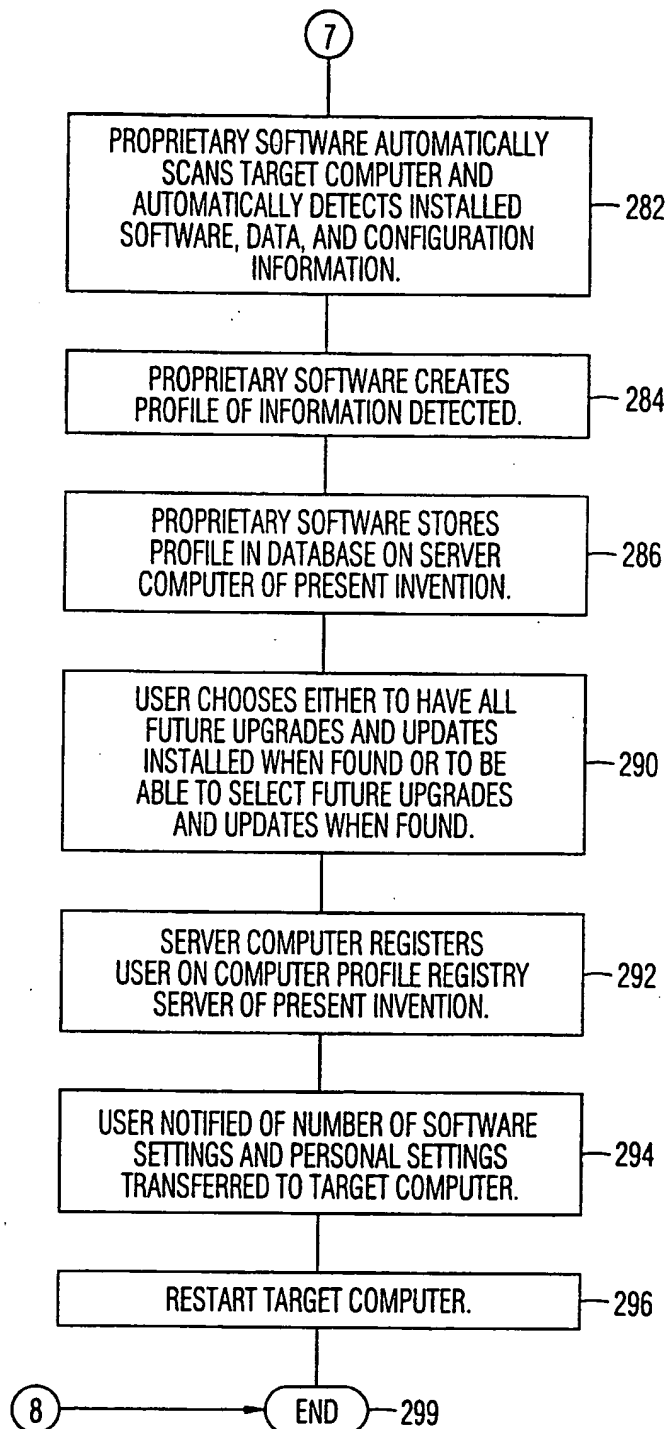 7
PROPRIETARY SOFTWARE AUTOMATICALLY
SCANS TARGET COMPUTER AND
AUTOMATICALLY DETECTS INSTALLED
SOFTWARE, DATA, AND CONFIGURATION
INFORMATION.
282
PROPRIETARY SOFTWARE CREATES
PROFILE OF INFORMATION DETECTED.
284
PROPRIETARY SOFTWARE STORES
PROFILE IN DATABASE ON SERVER
COMPUTER OF PRESENT INVENTION.
286
USER CHOOSES EITHER TO HAVE ALL
FUTURE UPGRADES AND UPDATES
INSTALLED WHEN FOUND OR TO BE
ABLE TO SELECT FUTURE UPGRADES
AND UPDATES WHEN FOUND.
290
SERVER COMPUTER REGISTERS
USER ON COMPUTER PROFILE REGISTRY
SERVER OF PRESENT INVENTION.
292
USER NOTIFIED OF NUMBER OF SOFTWARE
SETTINGS AND PERSONAL SETTINGS
TRANSFERRED TO TARGET COMPUTER.
294
RESTART TARGET COMPUTER.
296
8
END
299